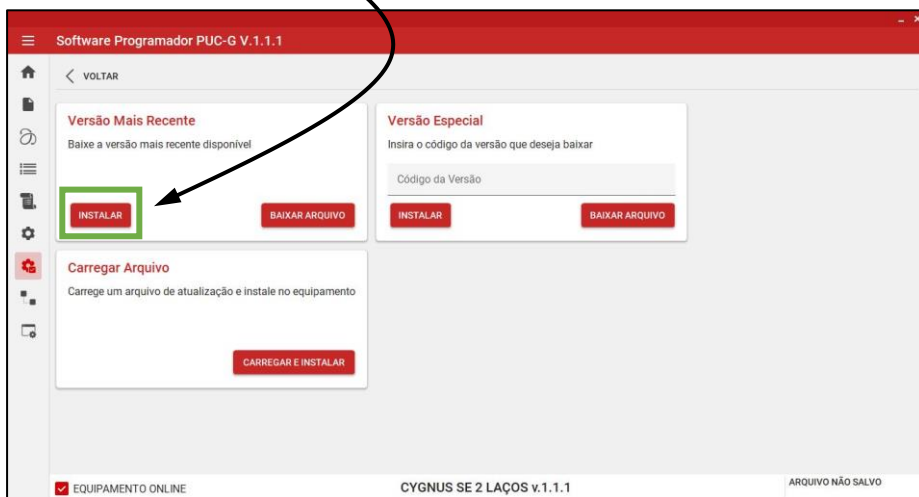 Software Programador PUC-G V.1.1.1
VOLTAR
Versão Mais Recente
Baixe a versão mais recente disponível
INSTALAR
BAIXAR ARQUIVO
Versão Especial
Insira o código da versão que deseja baixar
Código da Versão
INSTALAR
BAIXAR ARQUIVO
Carregar Arquivo
Carrege um arquivo de atualização e instale no equipamento
CARREGAR E INSTALAR
EQUIPAMENTO ONLINE
CYGNUS SE 2 LAÇOS v.1.1.1
ARQUIVO NÃO SALVO